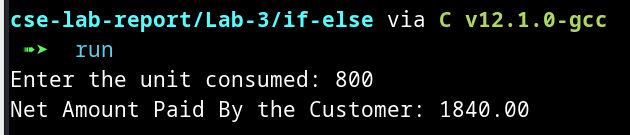 cse-lab-report/Lab-3/if-else via C v12.1.0-gcc
➠➤ run
Enter the unit consumed: 800
Net Amount Paid By the Customer: 1840.00